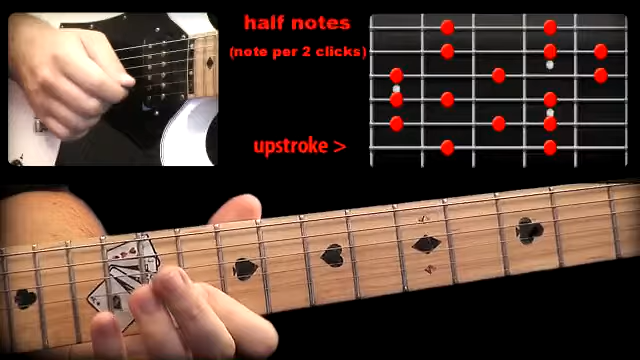 half notes
(note per 2 clicks)
upstroke >